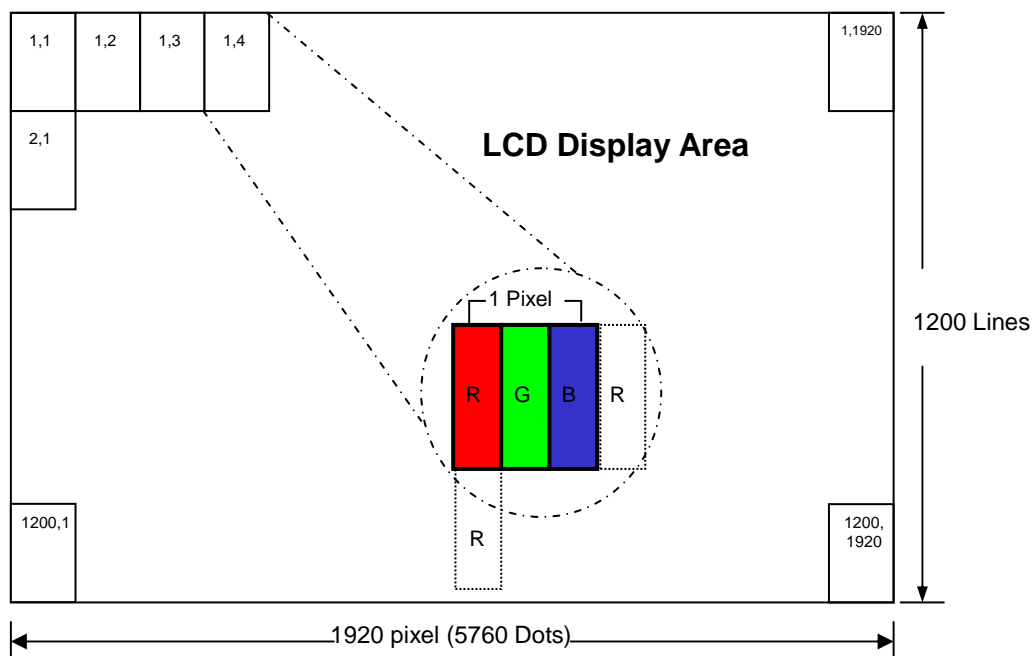 1,1
1,2
1,3
1,4
1,1920
2,1
LCD Display Area
1 Pixel
1200 Lines
R
G
B
R
R
1200,1
1200,
1920
1920 pixel (5760 Dots)